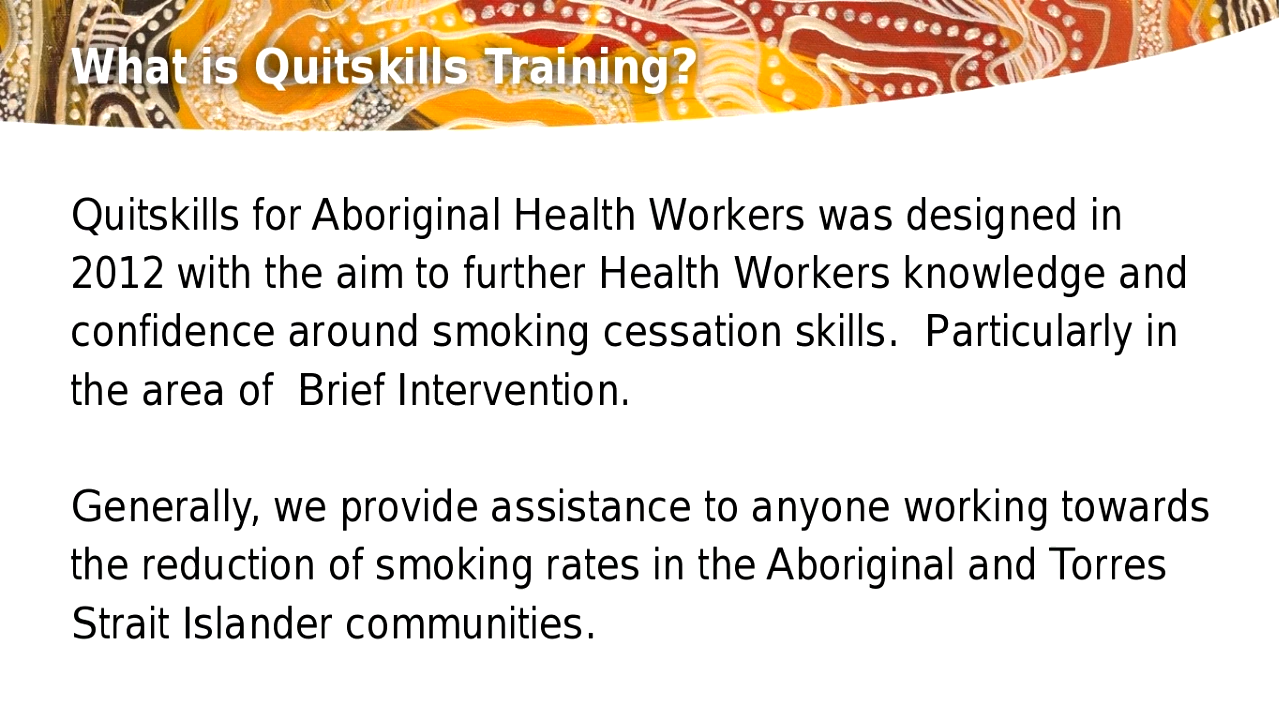 What is Quitskills Training?
Quitskills for Aboriginal Health Workers was designed in
2012 with the aim to further Health Workers knowledge and
confidence around smoking cessation skills.  Particularly in
the area of  Brief Intervention.
Generally, we provide assistance to anyone working towards
the reduction of smoking rates in the Aboriginal and Torres
Strait Islander communities.